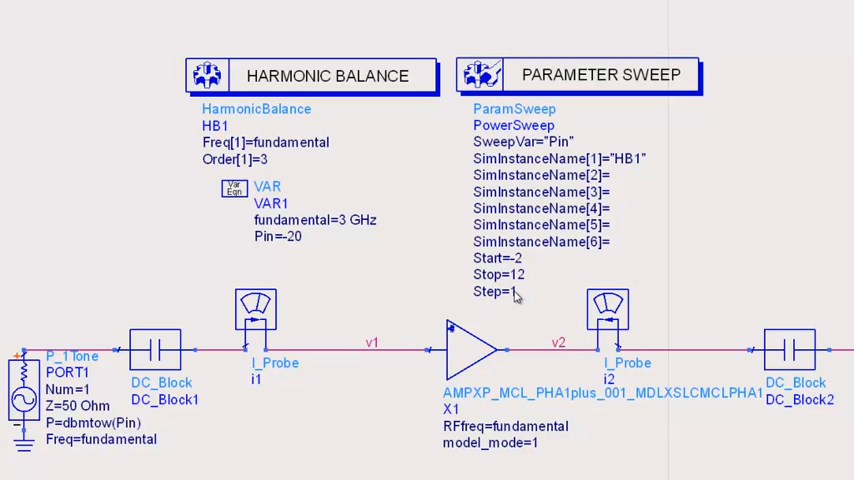 HARMONIC BALANCE
HarmonicBalance
HB1
Freq[1]=fundamental
Order[1]=3
Var
Eqn
VAR
VAR1
fundamental=3 GHz
Pin=-20
PARAMETER SWEEP
ParamSweep
PowerSweep
SweepVar="Pin"
SimInstanceName[1]="HB1"
SimInstanceName[2]=
SimInstanceName[3]=
SimInstanceName[4]=
SimInstanceName[5]=
SimInstanceName[6]=
Start=-2
Stop=12
Step=1
P_1Tone
PORT1
Num=1
Z=50 Ohm
P=dbmtow(Pin)
Freq=fundamental
DC_Block
DC_Block1
I_Probe
i1
v1
v2
AMPXP_MCL_PHA1plus_001_MDLXSLCMCLPHA1
X1
RFfreq=fundamental
model_mode=1
I_Probe
i2
DC_Block
DC_Block2